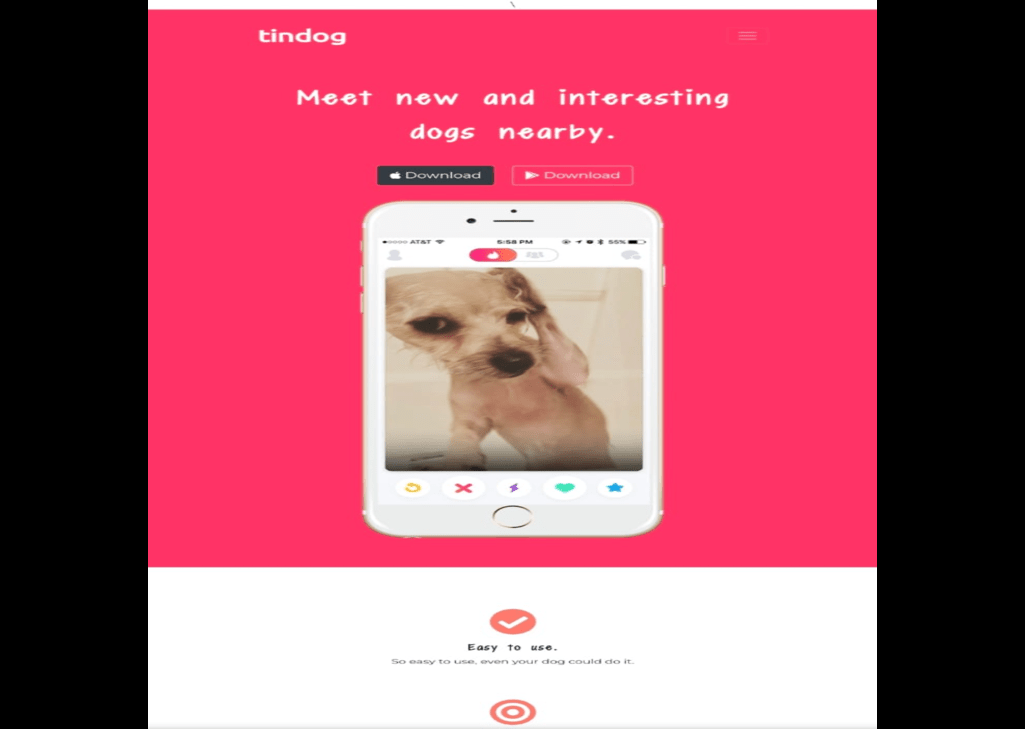 \
tindog
Meet new and interesting
dogs nearby.
Download Download
AT&T 5:58 PM 55%
Easy to use.
So easy to use, even your dog could do it.